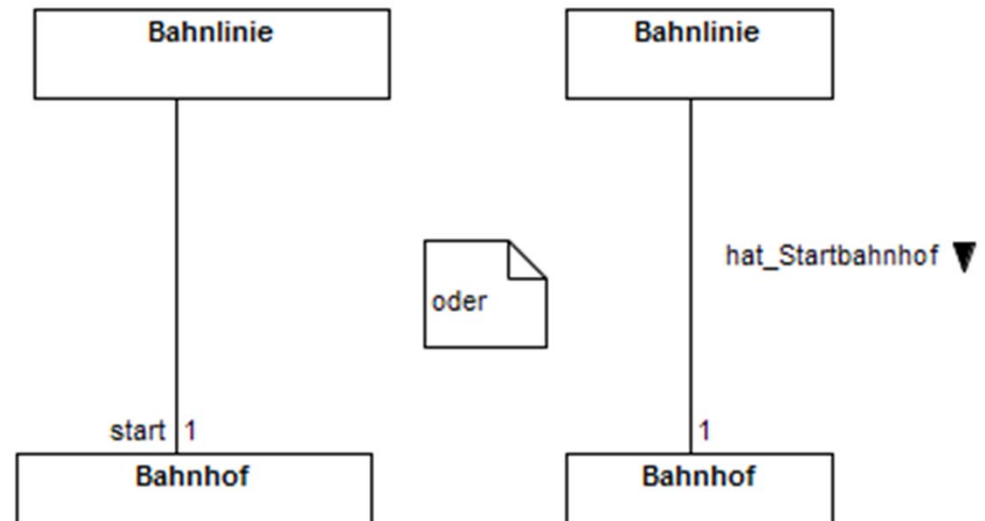 Bahnlinie
Bahnlinie
hat_Startbahnhof
oder
start 1
1
Bahnhof
Bahnhof